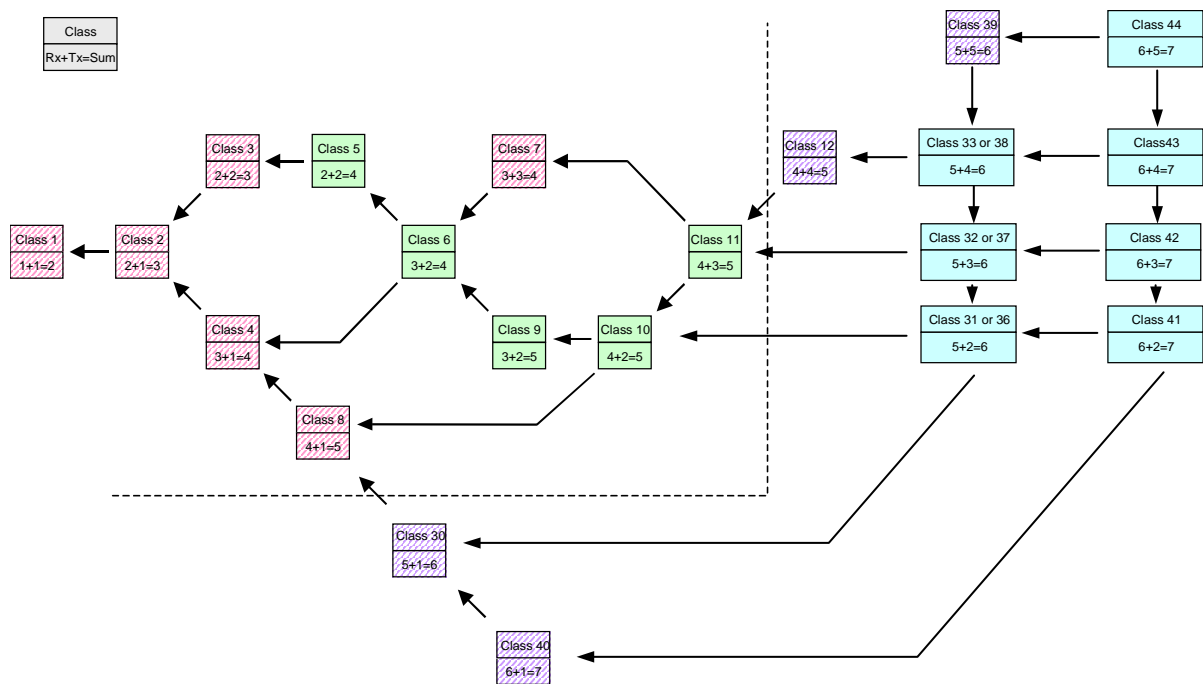 Class
Rx+Tx=Sum
Class 39
5+5=6
Class 44
6+5=7
Class 3
2+2=3
Class 5
2+2=4
Class 7
3+3=4
Class 12
4+4=5
Class 33 or 38
5+4=6
Class43
6+4=7
Class 1
1+1=2
Class 2
2+1=3
Class 6
3+2=4
Class 11
4+3=5
Class 32 or 37
5+3=6
Class 42
6+3=7
Class 4
3+1=4
Class 9
3+2=5
Class 10
4+2=5
Class 31 or 36
5+2=6
Class 41
6+2=7
Class 8
4+1=5
Class 30
5+1=6
Class 40
6+1=7